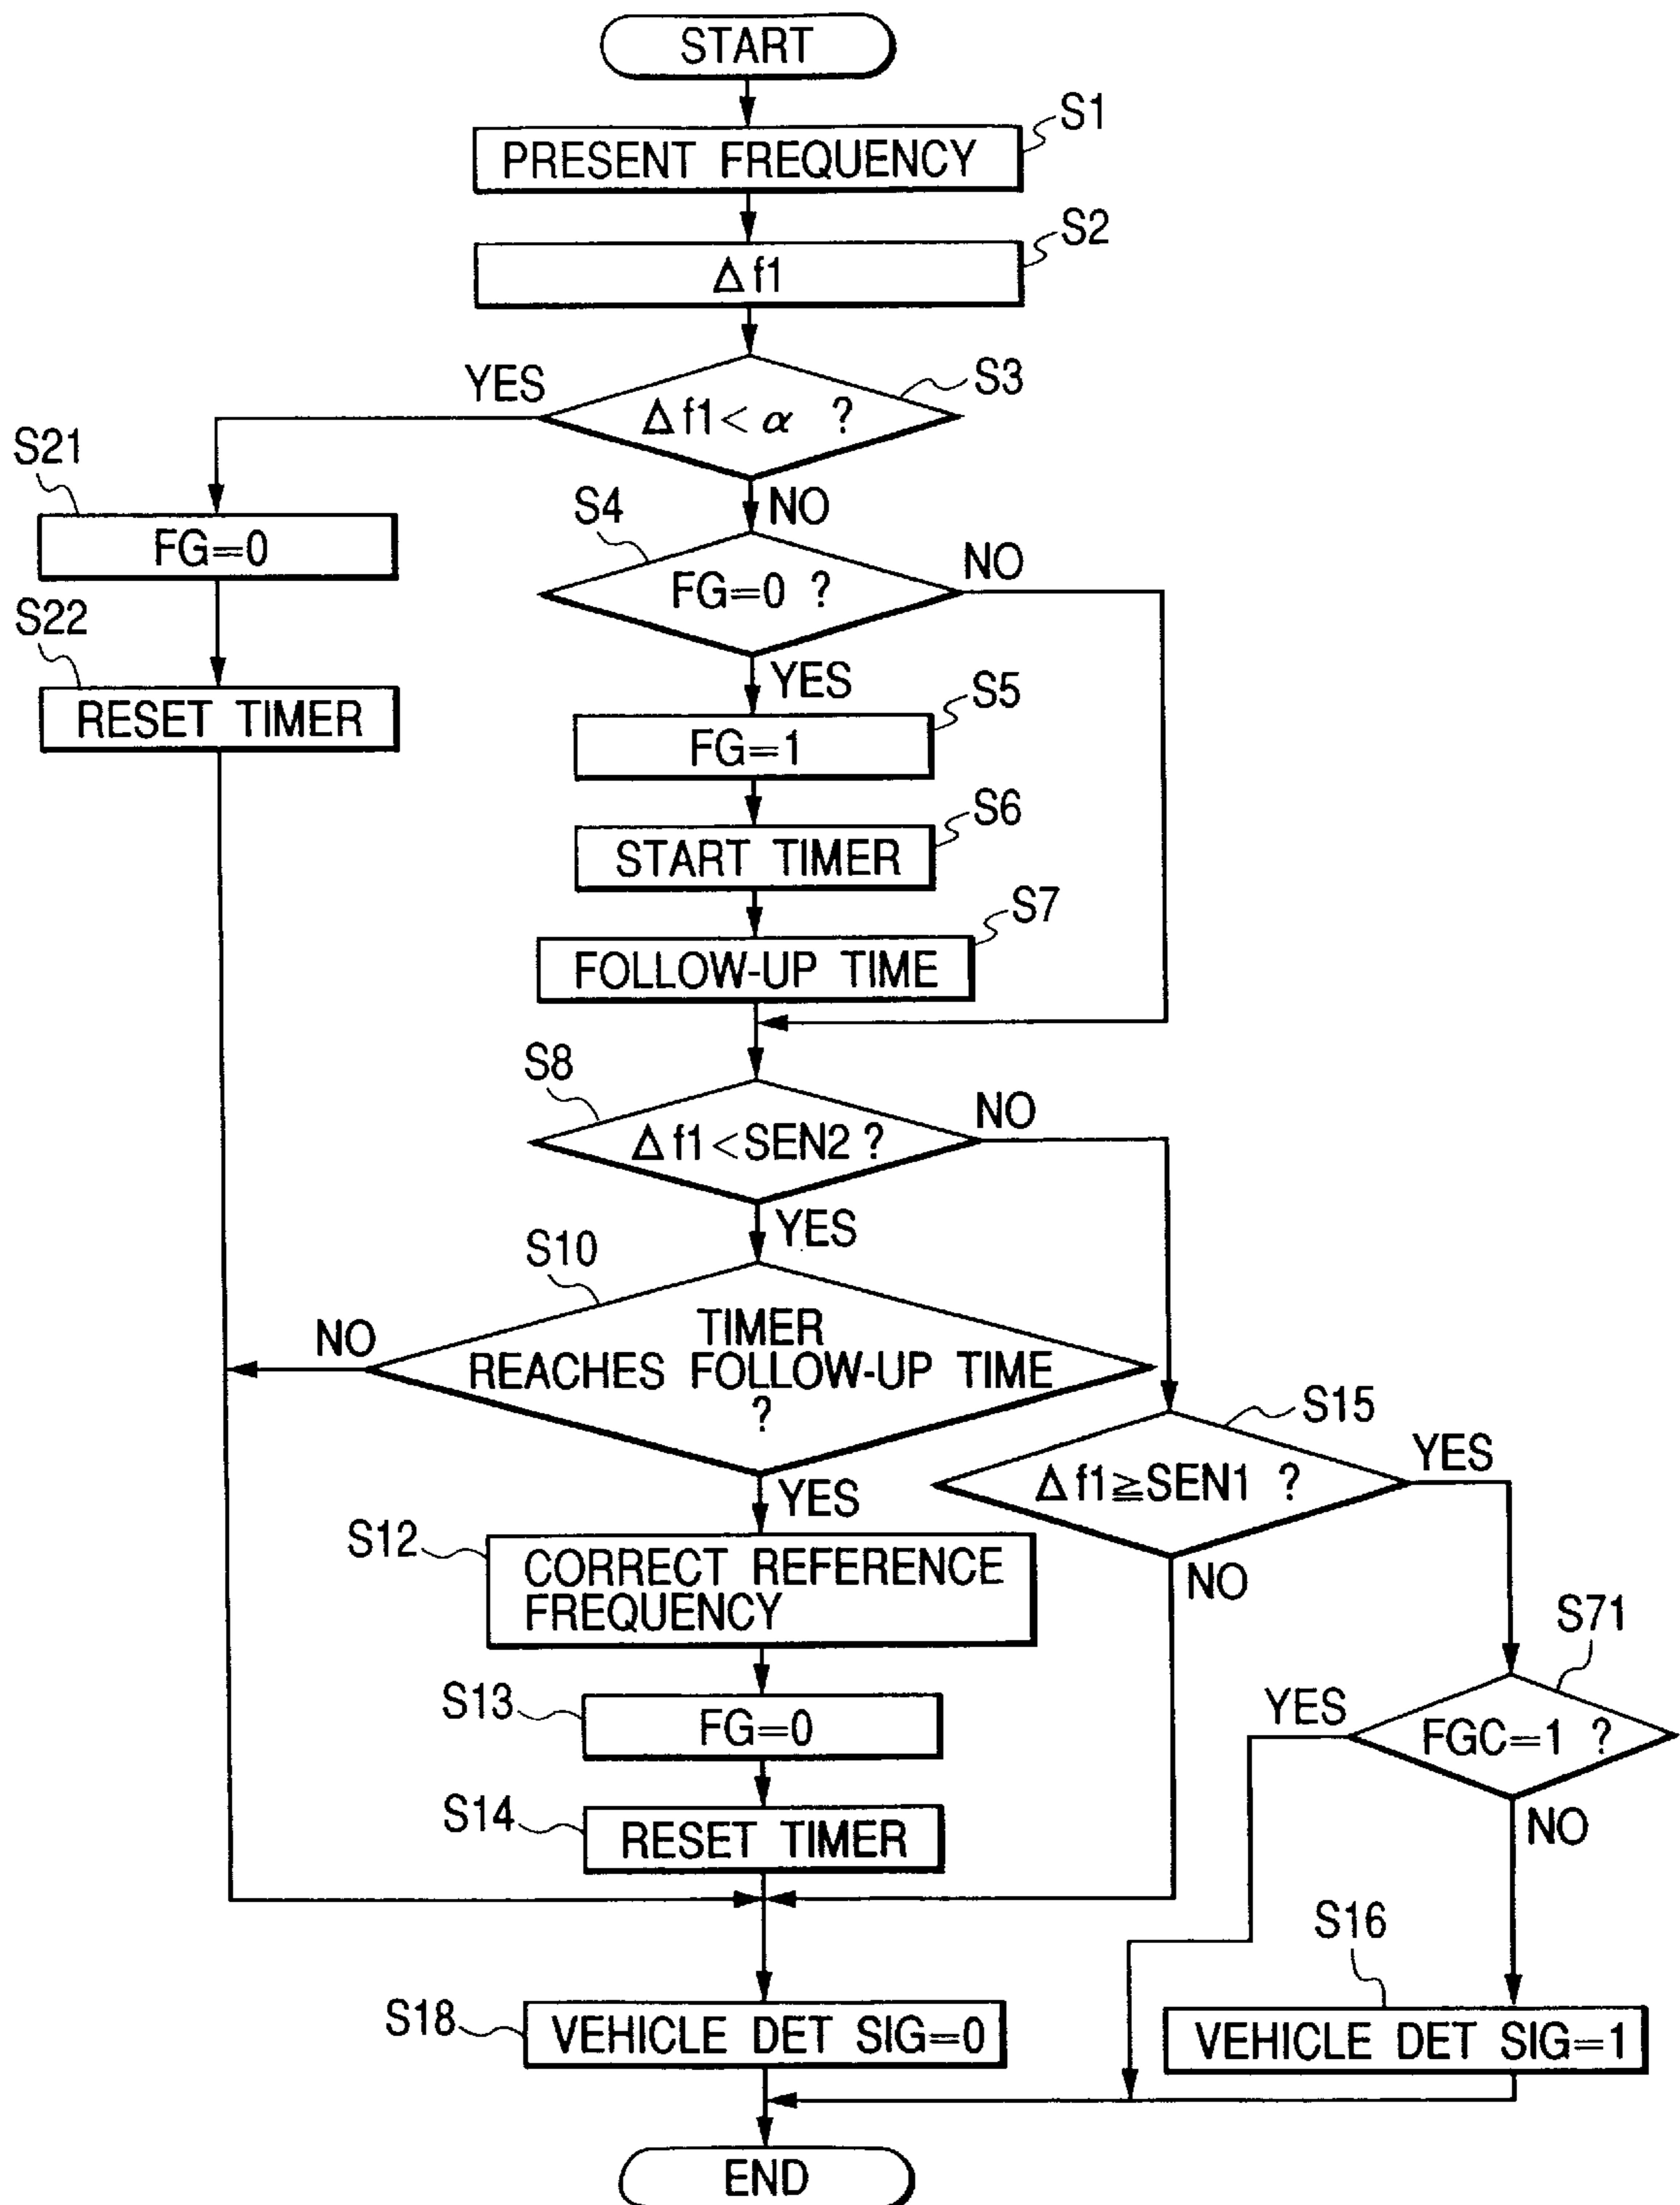 START
S1
PRESENT FREQUENCY
S2
Δf1
YES
S3
Δf1<α ?
S21
NO
S4
FG=0
FG=0 ?
NO
S22
YES
S5
RESET TIMER
FG=1
S6
START TIMER
S7
FOLLOW-UP TIME
S8
NO
Δf1<SEN2 ?
YES
S10
NO
TIMER
REACHES FOLLOW-UP TIME
?
S15
YES
Δf1≧SEN1 ?
YES
S12
CORRECT REFERENCE
FREQUENCY
NO
S71
S13
FG=0
YES
FGC=1 ?
S14
RESET TIMER
NO
S16
S18
VEHICLE DET SIG=0
VEHICLE DET SIG=1
END